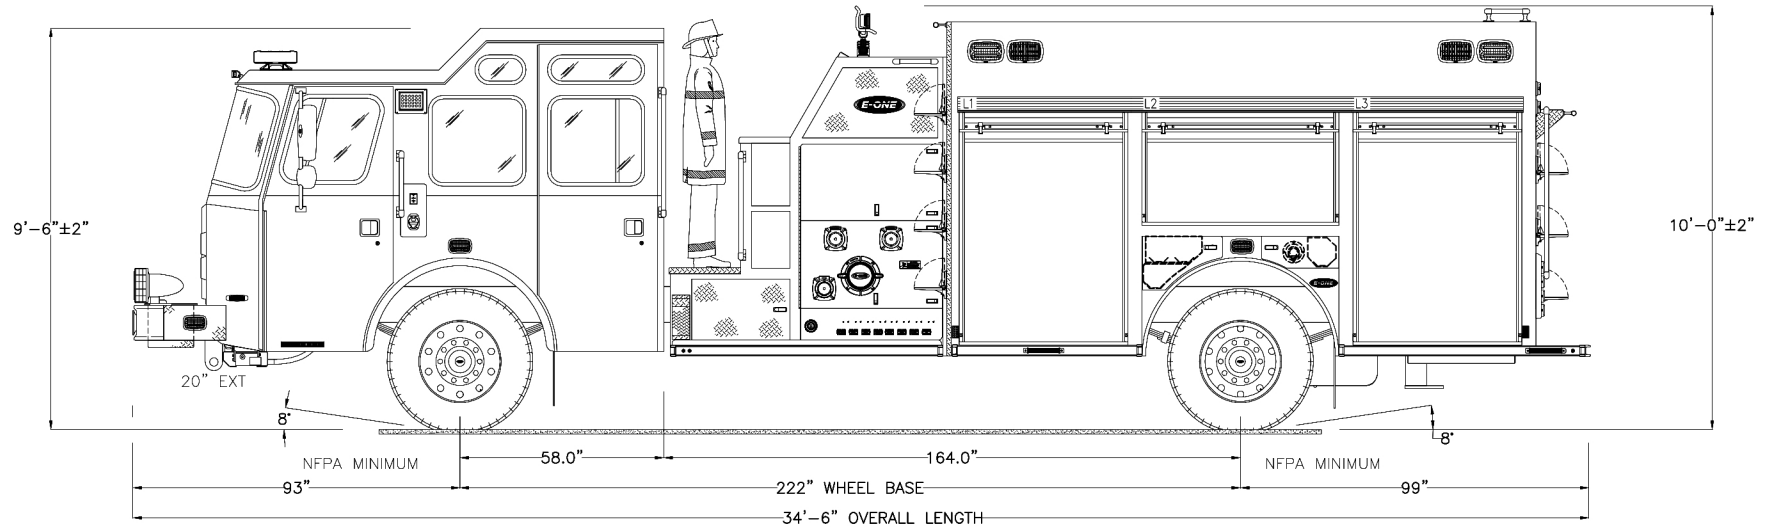 L1
L2
L3
E-ONE
9'-6"±2"
10'-0"±2"
E-ONE
E-ONE
20" EXT
8°
8°
58.0"
164.0"
NFPA MINIMUM
NFPA MINIMUM
93"
222" WHEEL BASE
99"
34'-6" OVERALL LENGTH